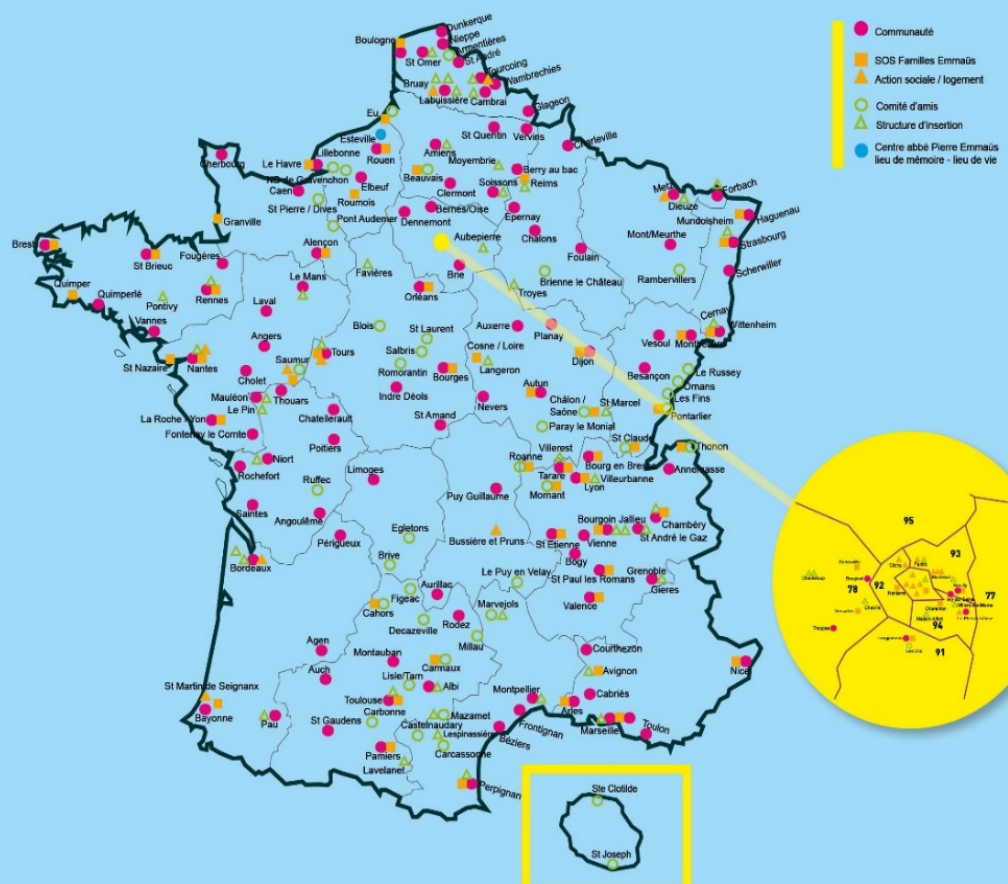 Communauté
SOS Familles Emmaüs
Action sociale / logement
Comité d'amis
Structure d'insertion
Centre abbé Pierre Emmaüs
lieu de mémoire - lieu de vie
Dunkerque
Nieppe
Armentières
Boulogne
St Omer
St André
Tourcoing
Wambrechies
Bruay
Labuissière
Cambrai
Glageon
Eu
St Quentin
Vervins
Charleville
Esteville
Rouen
Amiens
Moyembrie
Cherbourg
Lillebonne
Le Havre
ND de Gravenchon
Beauvais
Berry au bac
Reims
Metz
Forbach
Caen
Elbeuf
Clermont
Soissons
Dieuze
St Pierre / Dives
Roumois
Bernes/Oise
Epernay
Mundolsheim
Haguenau
Granville
Pont Audemer
Dennemont
Aubepierre
Chalons
Mont/Meurthe
Strasbourg
Brest
Alençon
Foulain
Scherwiller
St Brieuc
Fougères
Favières
Brie
Brienne le Château
Rambervillers
Quimper
Quimperlé
Le Mans
Orléans
Troyes
Pontivy
Rennes
Laval
Cernay
Vannes
Blois
St Laurent
Auxerre
Planay
Vesoul
Wittenheim
Angers
Salbris
Cosne / Loire
Dijon
St Nazaire
Nantes
Saumur
Tours
Romorantin
Langeron
Besançon
Le Russey
Cholet
Bourges
Autun
Ornans
Mauléon
Thouars
Indre Déols
Nevers
Châlon /
Saône
St Marcel
Les Fins
Le Pin
Chatellerault
Pontarlier
La Roche / Yon
St Amand
Paray le Monial
Fontenay le Comte
Poitiers
St Claude
Thonon
Niort
Villerest
Rochefort
Limoges
Roanne
Tarare
Bourg en Bresse
Annemasse
Ruffec
Puy Guillaume
Mornant
Lyon
Villeurbanne
Saintes
Angoulême
Egletons
Bussière et Pruns
Bourgoin Jallieu
Chambéry
Périgueux
St Etienne
Vienne
St André le Gaz
Bordeaux
Brive
Bogy
Le Puy en Velay
Grenoble
Aurillac
St Paul les Romans
Gieres
Figeac
Marvejols
Valence
Cahors
Rodez
Decazeville
Millau
Agen
Courthezon
Montauban
Carmaux
Nice
Auch
Avignon
St Martin de Seignanx
Lisle/Tarn
Albi
Montpellier
Cabriès
Bayonne
Toulouse
Arles
Pau
Carbonne
Mazamet
Frontignan
Marseille
Toulon
St Gaudens
Castelnaudary
Lespinassière
Béziers
Pamiers
Carcassonne
Lavelanet
Perpignan
Ste Clotilde
St Joseph
95
93
78
92
77
94
91